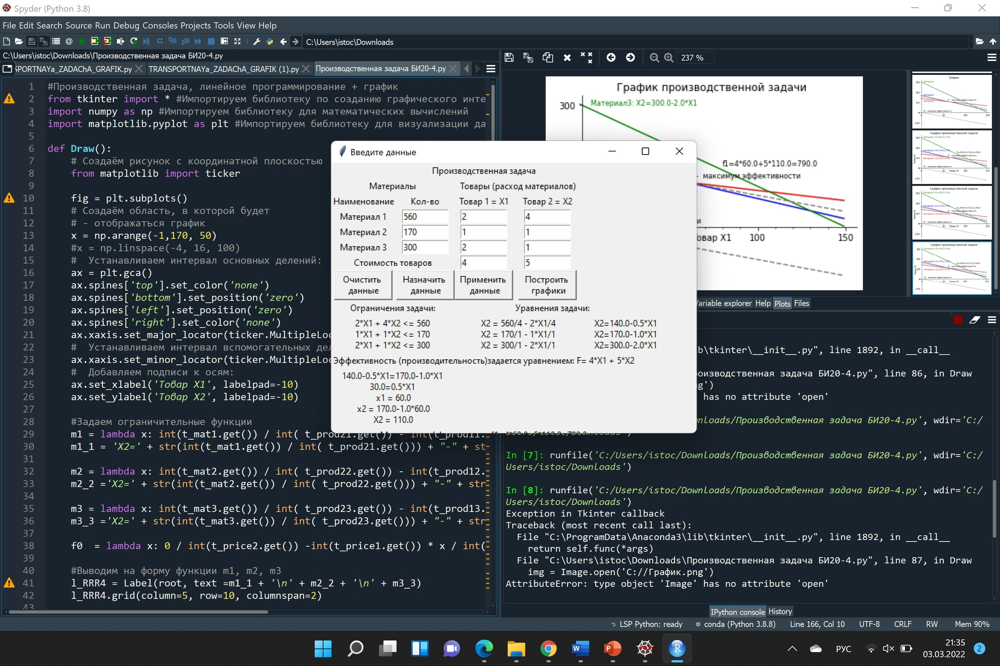 Spyder (Python 3.8)
File Edit Search Source Run Debug Consoles Projects Tools View Help
C:\Users\istoc\Downloads
C:\Users\istoc\Downloads\Производственная задача БИ20-4.py
SPORTNAYa_ZADAChA_GRAFIK.py
TRANSPORTNAYa_ZADAChA_GRAFIK (1).py
Производственная задача БИ20-4.py
1 #Производственная задача, линейное программирование + график
2 from tkinter import * #Импортируем библиотеку по созданию графического инте
3 import numpy as np #Импортируем библиотеку для математических вычислений
4 import matplotlib.pyplot as plt #Импортируем библиотеку для визуализации да
5
6 def Draw():
7 # Создаём рисунок с координатной плоскостью
8 from matplotlib import ticker
9
10 fig = plt.subplots()
11 # Создаём область, в которой будет
12 # - отображаться график
13 x = np.arange(-1,170, 50)
14 #x = np.linspace(-4, 16, 100)
15 #  Устанавливаем интервал основных делений:
16 ax = plt.gca()
17 ax.spines['top'].set_color('none')
18 ax.spines['bottom'].set_position('zero')
19 ax.spines['left'].set_position('zero')
20 ax.spines['right'].set_color('none')
21 ax.xaxis.set_major_locator(ticker.MultipleLoc
22 #  Устанавливаем интервал вспомогательных дел
23 ax.xaxis.set_minor_locator(ticker.MultipleLoc
24 #  Добавляем подписи к осям:
25 ax.set_xlabel('Товар X1', labelpad=-10)
26 ax.set_ylabel('Товар X2', labelpad=-10)
27
28 #Задаем ограничительные функции
29 m1 = lambda x: int(t_mat1.get()) / int( t_prod21.get()) - int(t_prod11.
30 m1_1 = 'X2=' + str(int(t_mat1.get()) / int( t_prod21.get())) + "-" + st
31
32 m2 = lambda x: int(t_mat2.get()) / int( t_prod22.get()) - int(t_prod12.
33 m2_2 ='X2=' + str(int(t_mat2.get()) / int( t_prod22.get())) + "-" + str
34
35 m3 = lambda x: int(t_mat3.get()) / int( t_prod23.get()) - int(t_prod13.
36 m3_3 ='X2=' + str(int(t_mat3.get()) / int( t_prod23.get())) + "-" + str
37
38 f0  = lambda x: 0 / int(t_price2.get()) -int(t_price1.get()) * x / int(
39
40 #Выводим на форму функции m1, m2, m3
41 l_RRR4 = Label(root, text =m1_1 + '\n' + m2_2 + '\n' + m3_3)
42 l_RRR4.grid(column=5, row=10, columnspan=2)
43
Введите данные
Производственная задача
Материалы Товары (расход материалов)
Наименование Кол-во Товар 1 = X1 Товар 2 = X2
Материал 1 560 2 4
Материал 2 170 1 1
Материал 3 300 2 1
Стоимость товаров 4 5
Очистить данные
Назначить данные
Применить данные
Построить графики
Ограничения задачи: Уравнения задачи:
2*X1 + 4*X2 <= 560 X2 = 560/4 - 2*X1/4 X2=140.0-0.5*X1
1*X1 + 1*X2 <= 170 X2 = 170/1 - 1*X1/1 X2=170.0-1.0*X1
2*X1 + 1*X2 <= 300 X2 = 300/1 - 2*X1/1 X2=300.0-2.0*X1
Эффективность (производительность)задается уравнением: F= 4*X1 + 5*X2
140.0-0.5*X1=170.0-1.0*X1
30.0=0.5*X1
x1 = 60.0
x2 = 170.0-1.0*60.0
X2 = 110.0
237 %
График производственной задачи
300
Материал3: X2=300.0-2.0*X1
f1=4*60.0+5*110.0=790.0
- максимум эффективности
и
овар X1 100 150
Variable explorer Help Plots Files
b\tkinter\__init__.py", line 1892, in __call__
оизводственная задача БИ20-4.py", line 86, in Draw
g')
has no attribute 'open'
nloads/Производственная задача БИ20-4.py', wdir='C:/
Users/istoc/Downloads')
In [7]: runfile('C:/Users/istoc/Downloads/Производственная задача БИ20-4.py', wdir='C:/
Users/istoc/Downloads')
In [8]: runfile('C:/Users/istoc/Downloads/Производственная задача БИ20-4.py', wdir='C:/
Users/istoc/Downloads')
Exception in Tkinter callback
Traceback (most recent call last):
File "C:\ProgramData\Anaconda3\lib\tkinter\__init__.py", line 1892, in __call__
return self.func(*args)
File "C:\Users\istoc\Downloads\Производственная задача БИ20-4.py", line 87, in Draw
img = Image.open('C://График.png')
AttributeError: type object 'Image' has no attribute 'open'
IPython console History
LSP Python: ready conda (Python 3.8.8) Line 166, Col 10 UTF-8 CRLF RW Mem 90%
РУС
21:35
03.03.2022
2